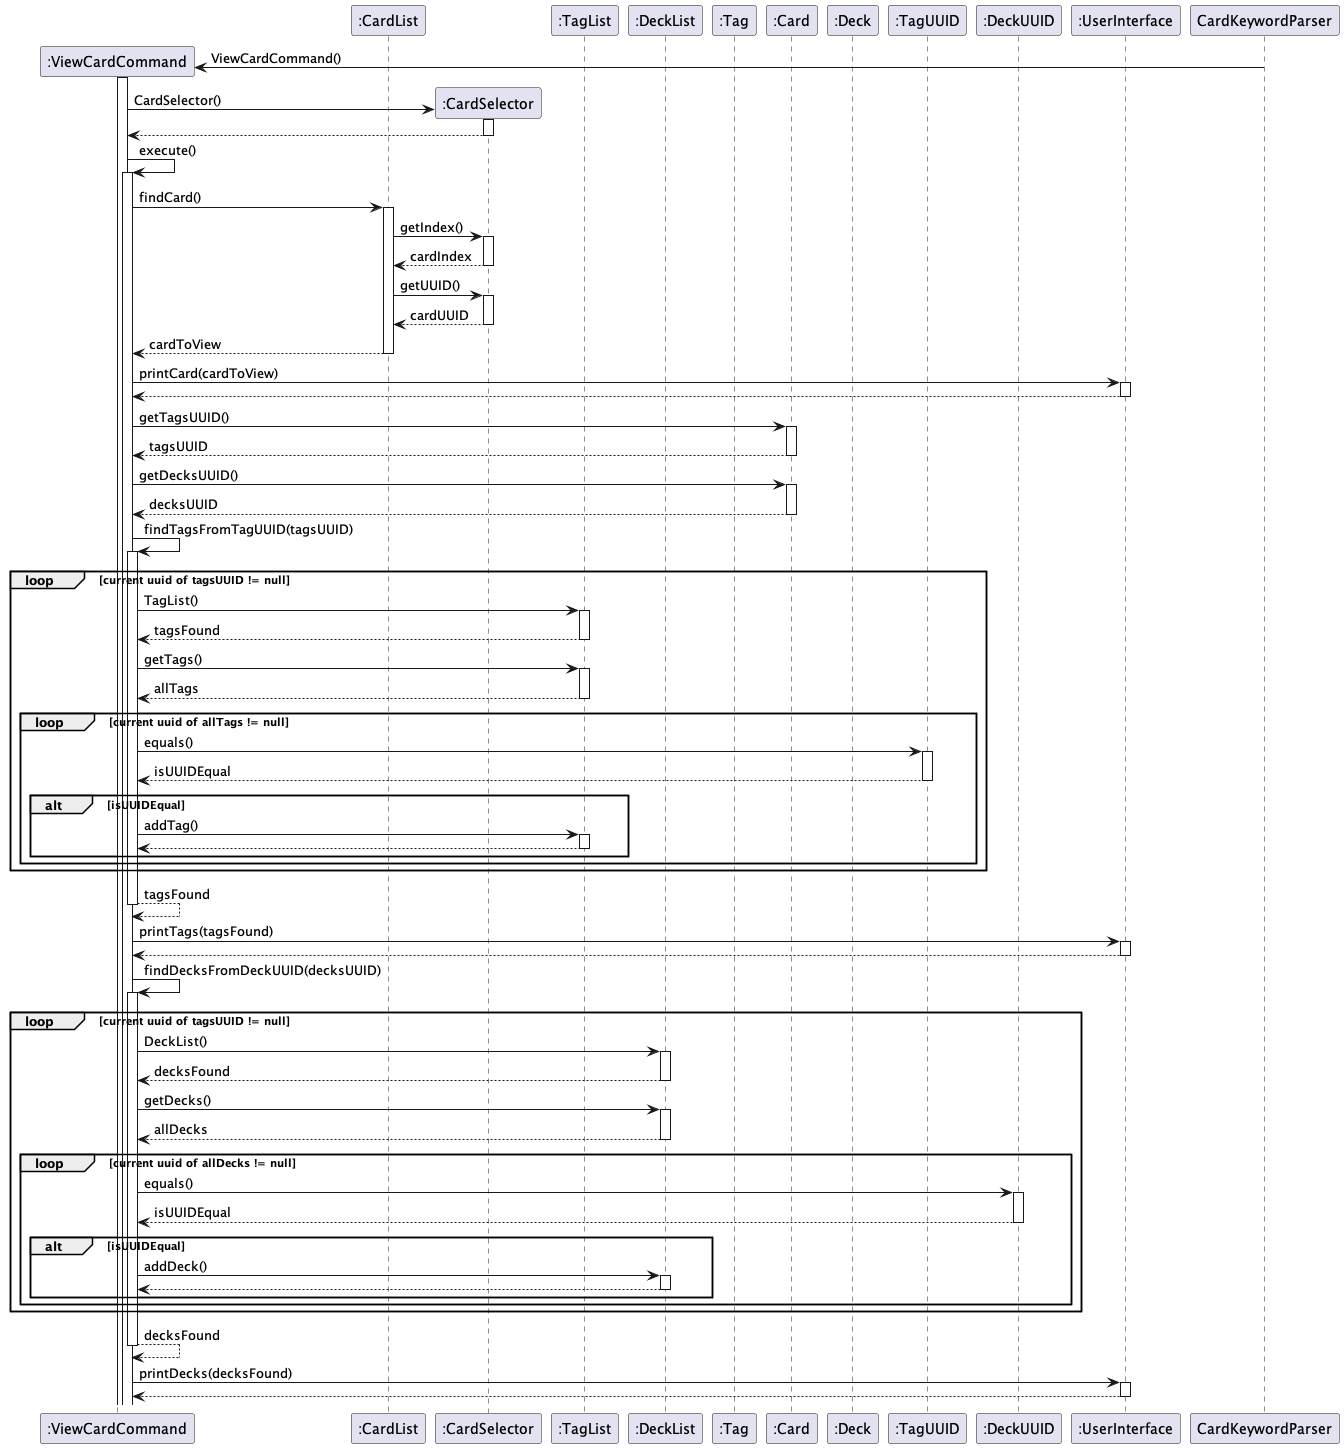 :CardList :TagList :DeckList :Tag :Card :Deck :TagUUID :DeckUUID :UserInterface CardKeywordParser
:ViewCardCommand ViewCardCommand()
CardSelector() :CardSelector
execute()
findCard()
getIndex()
cardIndex
getUUID()
cardUUID
cardToView
printCard(cardToView)
getTagsUUID()
tagsUUID
getDecksUUID()
decksUUID
findTagsFromTagUUID(tagsUUID)
loop [current uuid of tagsUUID != null]
TagList()
tagsFound
getTags()
allTags
loop [current uuid of allTags != null]
equals()
isUUIDEqual
alt [isUUIDEqual]
addTag()
tagsFound
printTags(tagsFound)
findDecksFromDeckUUID(decksUUID)
loop [current uuid of tagsUUID != null]
DeckList()
decksFound
getDecks()
allDecks
loop [current uuid of allDecks != null]
equals()
isUUIDEqual
alt [isUUIDEqual]
addDeck()
decksFound
printDecks(decksFound)
:ViewCardCommand :CardList :CardSelector :TagList :DeckList :Tag :Card :Deck :TagUUID :DeckUUID :UserInterface CardKeywordParser